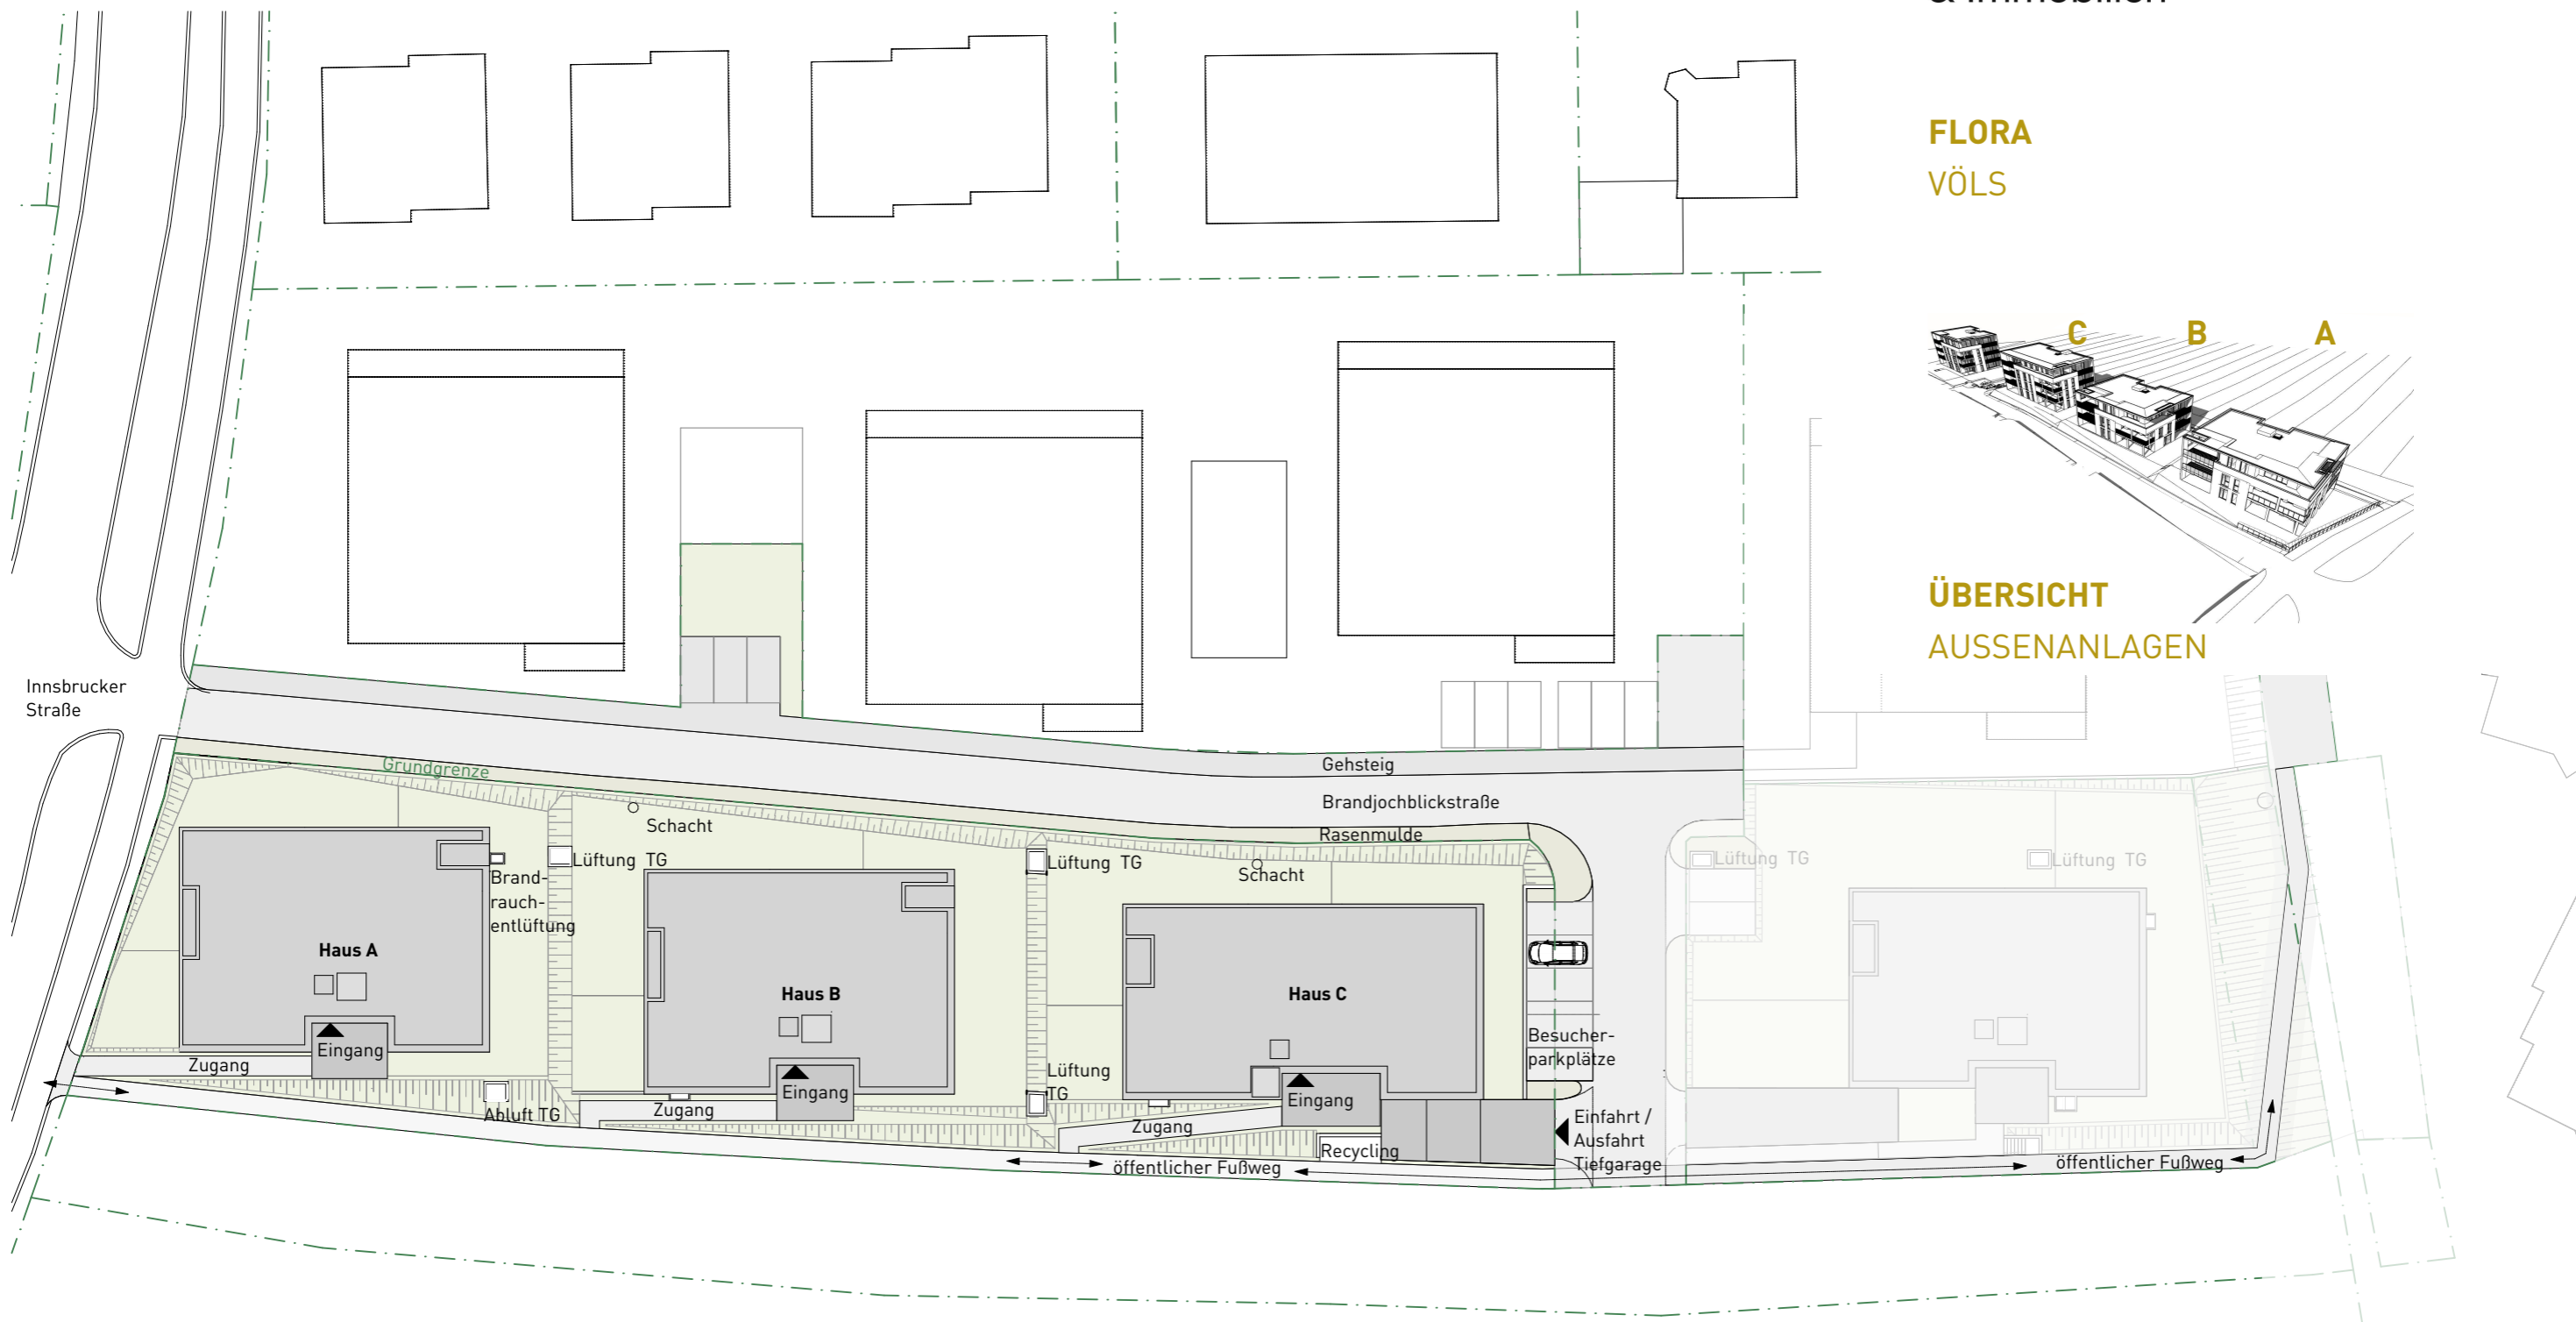 & Immobilien
FLORA
VÖLS
C B A
ÜBERSICHT
AUSSENANLAGEN
Innsbrucker
Straße
Grundgrenze
Gehsteig
Brandjochblickstraße
Rasenmulde
Schacht
Lüftung TG
Lüftung TG
Schacht
Lüftung TG
Lüftung TG
Brand-
rauch-
entlüftung
Haus A
Haus B
Haus C
Eingang
Zugang
Abluft TG
Eingang
Zugang
Lüftung
TG
Eingang
Zugang
Recycling
Besucher-
parkplätze
Einfahrt /
Ausfahrt
Tiefgarage
öffentlicher Fußweg
öffentlicher Fußweg